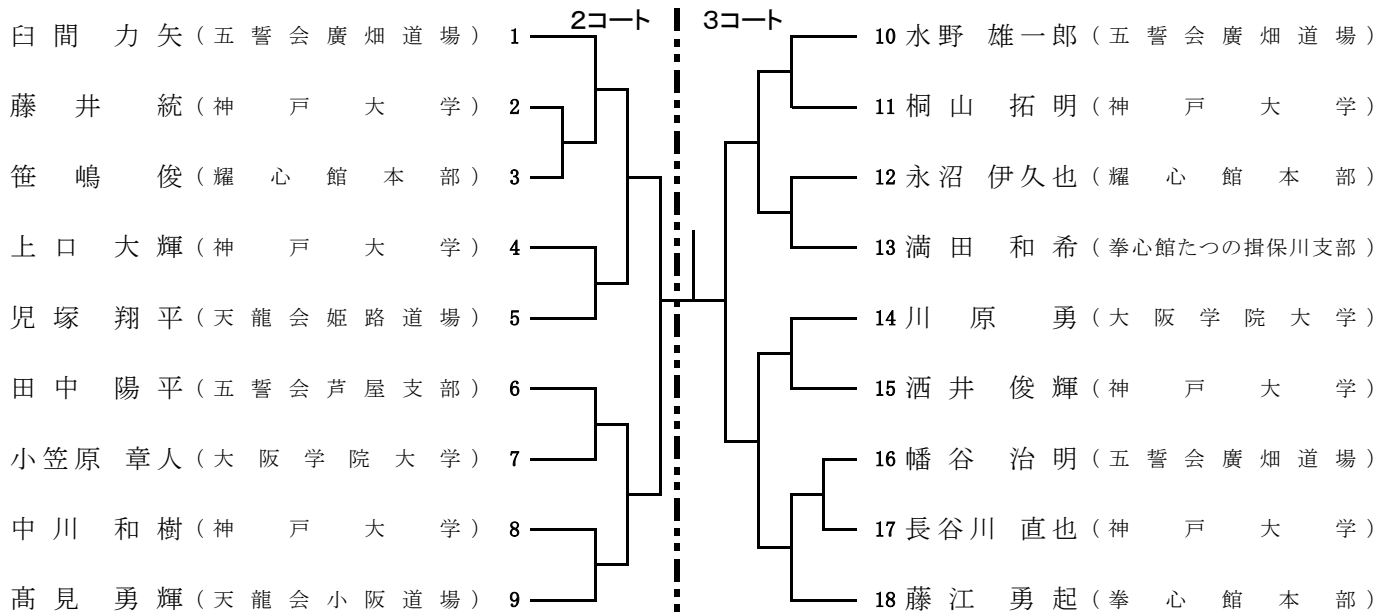 2コート 3コート
臼間 力矢(五誓会廣畑道場) 1
藤井 統(神戸大学) 2
笹嶋 俊(耀心館本部) 3
上口 大輝(神戸大学) 4
児塚 翔平(天龍会姫路道場) 5
田中 陽平(五誓会芦屋支部) 6
小笠原 章人(大阪学院大学) 7
中川 和樹(神戸大学) 8
髙見 勇輝(天龍会小阪道場) 9
10 水野 雄一郎(五誓会廣畑道場)
11 桐山 拓明(神戸大学)
12 永沼 伊久也(耀心館本部)
13 満田 和希(拳心館たつの揖保川支部)
14 川原 勇(大阪学院大学)
15 洒井 俊輝(神戸大学)
16 幡谷 治明(五誓会廣畑道場)
17 長谷川 直也(神戸大学)
18 藤江 勇起(拳心館本部)